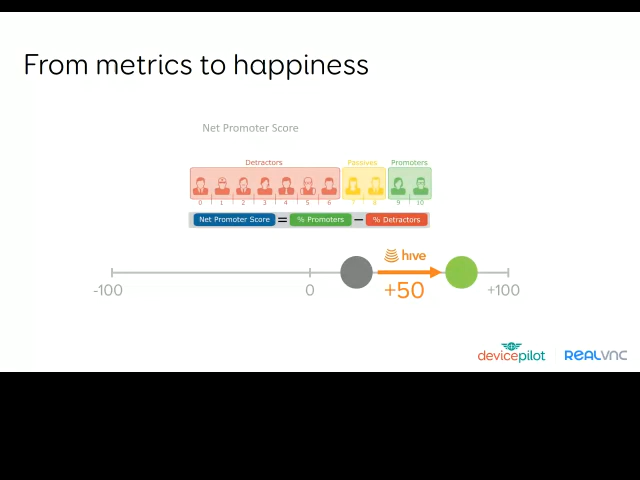 From metrics to happiness
Net Promoter Score
Detractors Passives Promoters
0 1 2 3 4 5 6 7 8 9 10
Net Promoter Score = % Promoters − % Detractors
hive
-100 0 +50 +100
devicepilot REALVNC